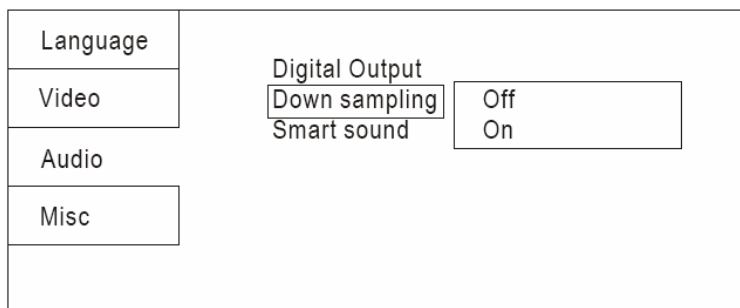 Language
Video
Audio
Misc
Digital Output
Down sampling
Smart sound
Off
On